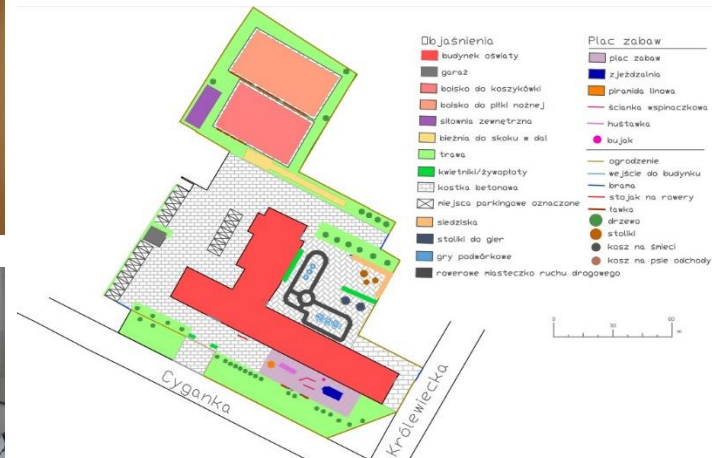 Objaśnienia
budynek oświaty
garaż
boisko do koszykówki
boisko do piłki nożnej
siłownia zewnętrzna
bieżnia do skoku w dal
trawa
kwietniki/żywopłoty
kostka betonowa
miejsca parkingowe oznaczone
siedziska
stoliki do gier
gry podwórkowe
rowerowe miasteczko ruchu drogowego
Plac zabaw
plac zabaw
zjeżdzalnia
piramida linowa
ścianka wspinaczkowa
huśtawka
bujak
ogrodzenie
wejście do budynku
brama
stojak na rowery
ławka
drzewo
stoliki
kosz na śmieci
kosz na psie odchody
0 30 60
Cyganka
Królewiecka